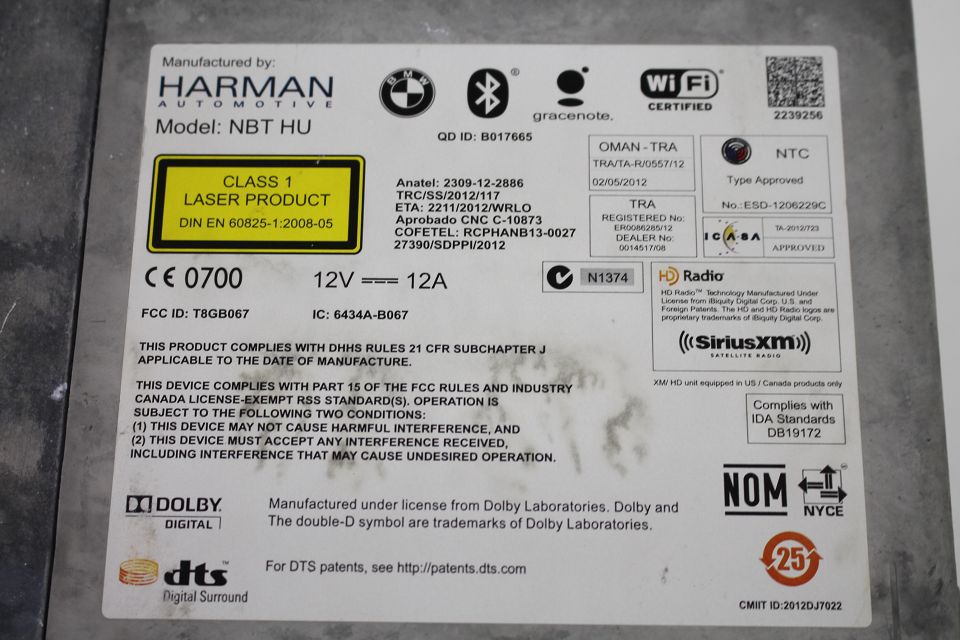 Manufactured by:
HARMAN
AUTOMOTIVE
Model: NBT HU
BMW
®
gracenote.
Wi Fi
CERTIFIED
2239256
QD ID: B017665
CLASS 1
LASER PRODUCT
DIN EN 60825-1:2008-05
Anatel: 2309-12-2886
TRC/SS/2012/117
ETA: 2211/2012/WRLO
Aprobado CNC C-10873
COFETEL: RCPHANB13-0027
27390/SDPPI/2012
OMAN - TRA
TRA/TA-R/0557/12
02/05/2012
TRA
REGISTERED No:
ER0086285/12
DEALER No:
0014517/08
NTC
Type Approved
No.: ESD-1206229C
ICASA
TA-2012/723
APPROVED
CE 0700
12V 12A
N1374
FCC ID: T8GB067
IC: 6434A-B067
HD Radio™
HD Radio™ Technology Manufactured Under
License from iBiquity Digital Corp. U.S. and
Foreign Patents. The HD and HD Radio logos are
proprietary trademarks of iBiquity Digital Corp.
SiriusXM
SATELLITE RADIO
XM/ HD unit equipped in US / Canada products only
THIS PRODUCT COMPLIES WITH DHHS RULES 21 CFR SUBCHAPTER J
APPLICABLE TO THE DATE OF MANUFACTURE.
THIS DEVICE COMPLIES WITH PART 15 OF THE FCC RULES AND INDUSTRY
CANADA LICENSE-EXEMPT RSS STANDARD(S). OPERATION IS
SUBJECT TO THE FOLLOWING TWO CONDITIONS:
(1) THIS DEVICE MAY NOT CAUSE HARMFUL INTERFERENCE, AND
(2) THIS DEVICE MUST ACCEPT ANY INTERFERENCE RECEIVED,
INCLUDING INTERFERENCE THAT MAY CAUSE UNDESIRED OPERATION.
Complies with
IDA Standards
DB19172
NOM
NYCE
DOLBY
DIGITAL
Manufactured under license from Dolby Laboratories. Dolby and
The double-D symbol are trademarks of Dolby Laboratories.
25
dts™
Digital Surround
For DTS patents, see http://patents.dts.com
CMIIT ID:2012DJ7022